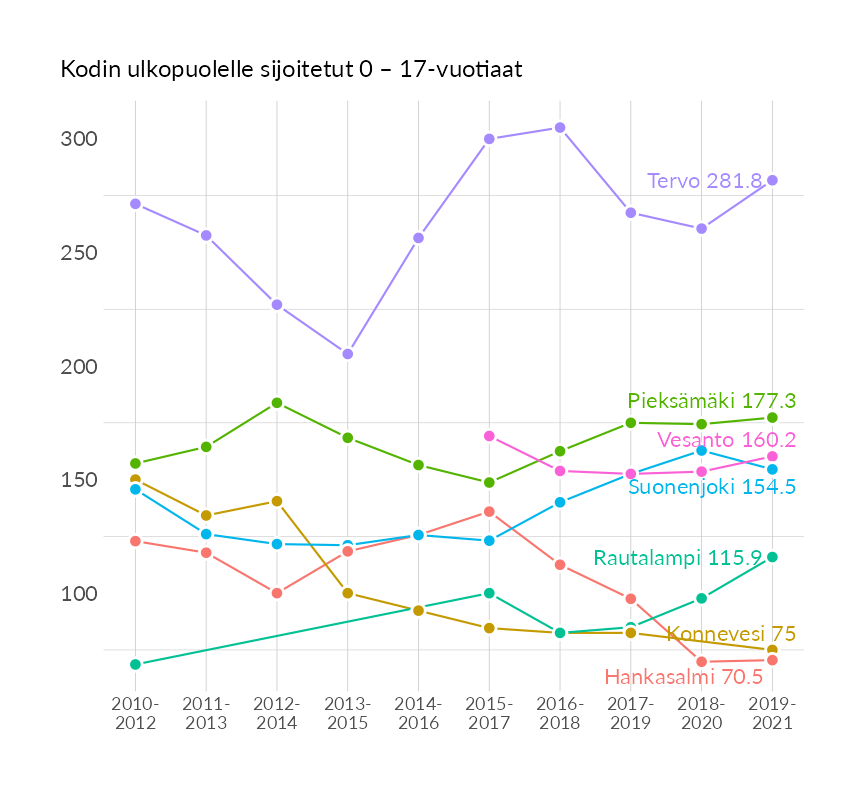 Kodin ulkopuolelle sijoitetut 0 – 17-vuotiaat
300
Tervo 281.8
250
200
Pieksämäki 177.3
Vesanto 160.2
150
Suonenjoki 154.5
Rautalampi 115.9
100
Konnevesi 75
Hankasalmi 70.5
2010- 2011- 2012- 2013- 2014- 2015- 2016- 2017- 2018- 2019-
2012 2013 2014 2015 2016 2017 2018 2019 2020 2021